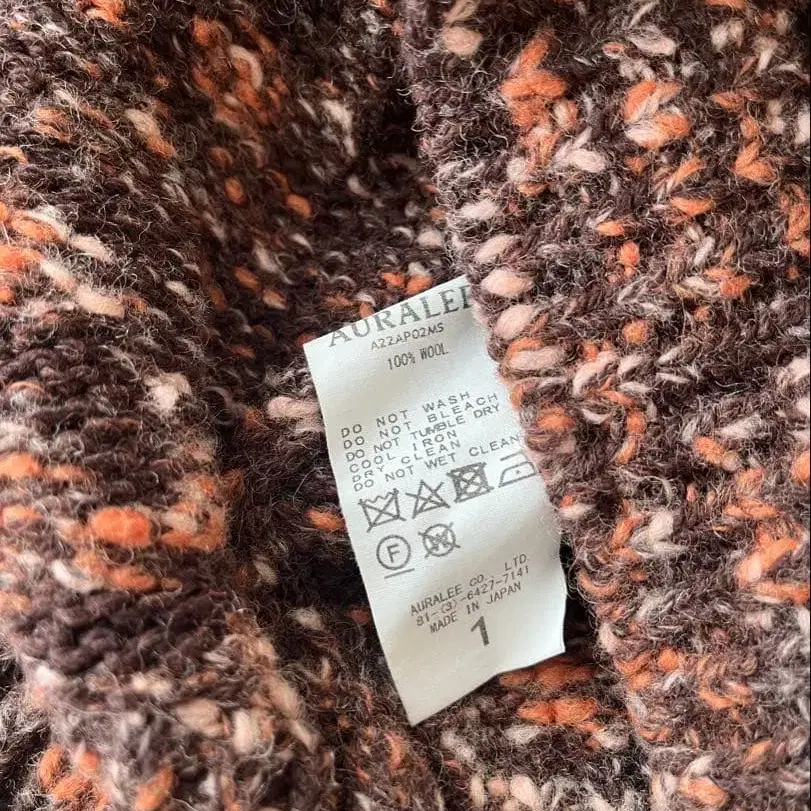 AURALEE
A22AP02MS
100% WOOL
DO NOT WASH
DO NOT BLEACH
DO NOT TUMBLE DRY
COOL IRON
DRY CLEAN
DO NOT WET CLEAN
F
W
AURALEE CO., LTD.
81-(3)-6427-7141
MADE IN JAPAN
1